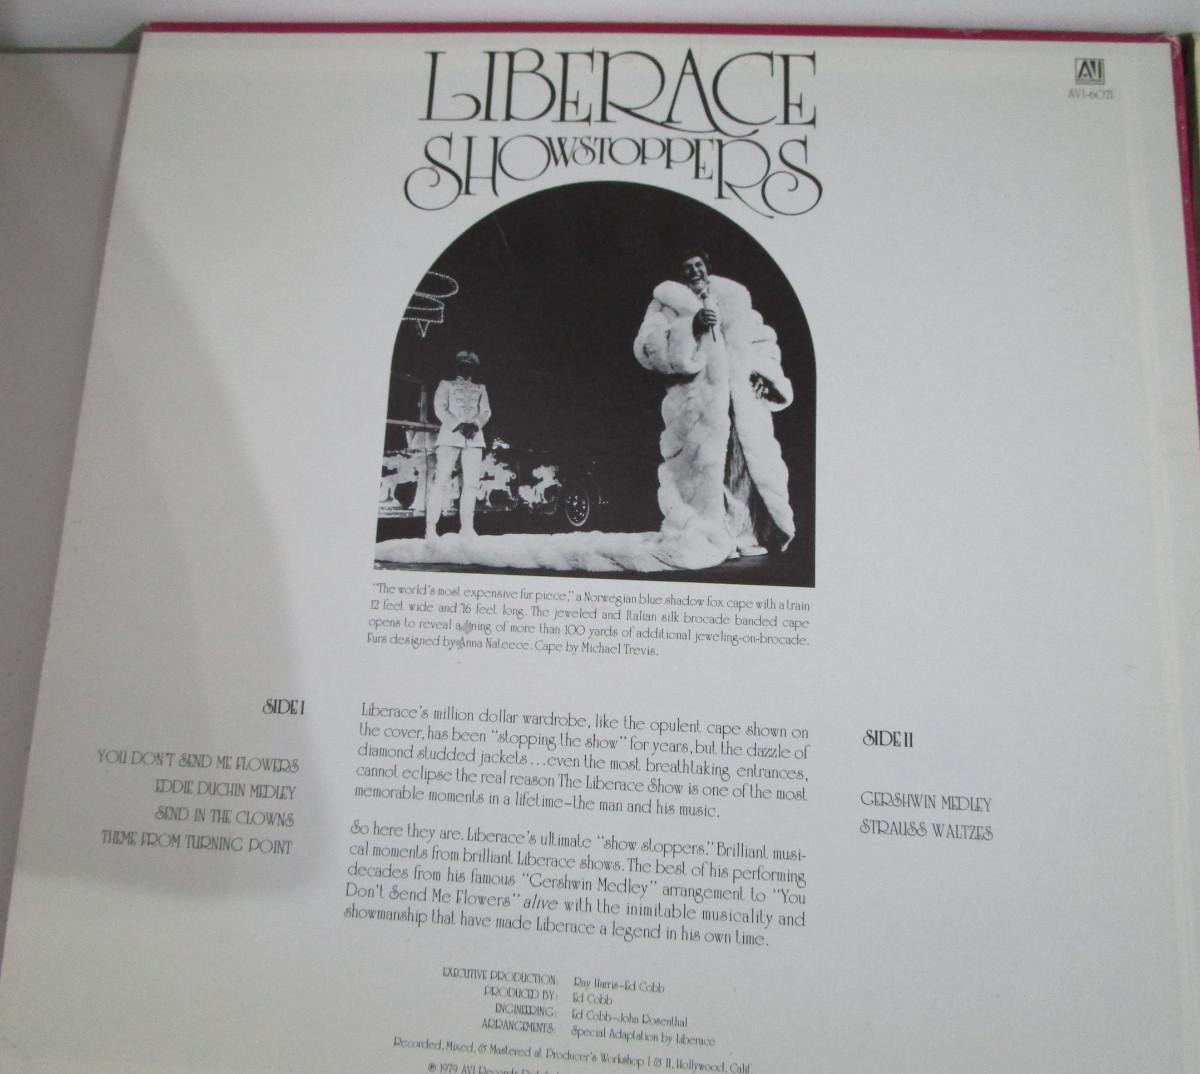 LIBERACE
SHOWSTOPPERS
AVI
AVI-6071
"The world's most expensive fur piece," a Norwegian blue shadow fox cape with a train
12 feet wide and 16 feet long. The jeweled and Italian silk brocade banded cape
opens to reveal a ning of more than 100 yards of additional jeweling-on-brocade.
Furs designed by Anna Nateece. Cape by Michael Travis.
SIDE I
YOU DON'T SEND ME FLOWERS
EDDIE DUCHIN MEDLEY
SEND IN THE CLOWNS
THEME FROM TURNING POINT
Liberace's million dollar wardrobe, like the opulent cape shown on
the cover, has been "stopping the show" for years, but the dazzle of
diamond studded jackets...even the most breathtaking entrances,
cannot eclipse the real reason The Liberace Show is one of the most
memorable moments in a lifetime–the man and his music.
So here they are. Liberace's ultimate "show stoppers." Brilliant musi-
cal moments from brilliant Liberace shows. The best of his performing
decades from his famous "Gershwin Medley" arrangement to "You
Don't Send Me Flowers" alive with the inimitable musicality and
showmanship that have made Liberace a legend in his own time.
SIDE II
GERSHWIN MEDLEY
STRAUSS WALTZES
EXECUTIVE PRODUCTION: Ray Harris–Ed Cobb
PRODUCED BY: Ed Cobb
ENGINEERING: Ed Cobb–John Rosenthal
ARRANGEMENTS: Special Adaptation by Liberace
Recorded, Mixed, & Mastered at Producer's Workshop I & II, Hollywood, Calif.
℗ 1979 AVI Records